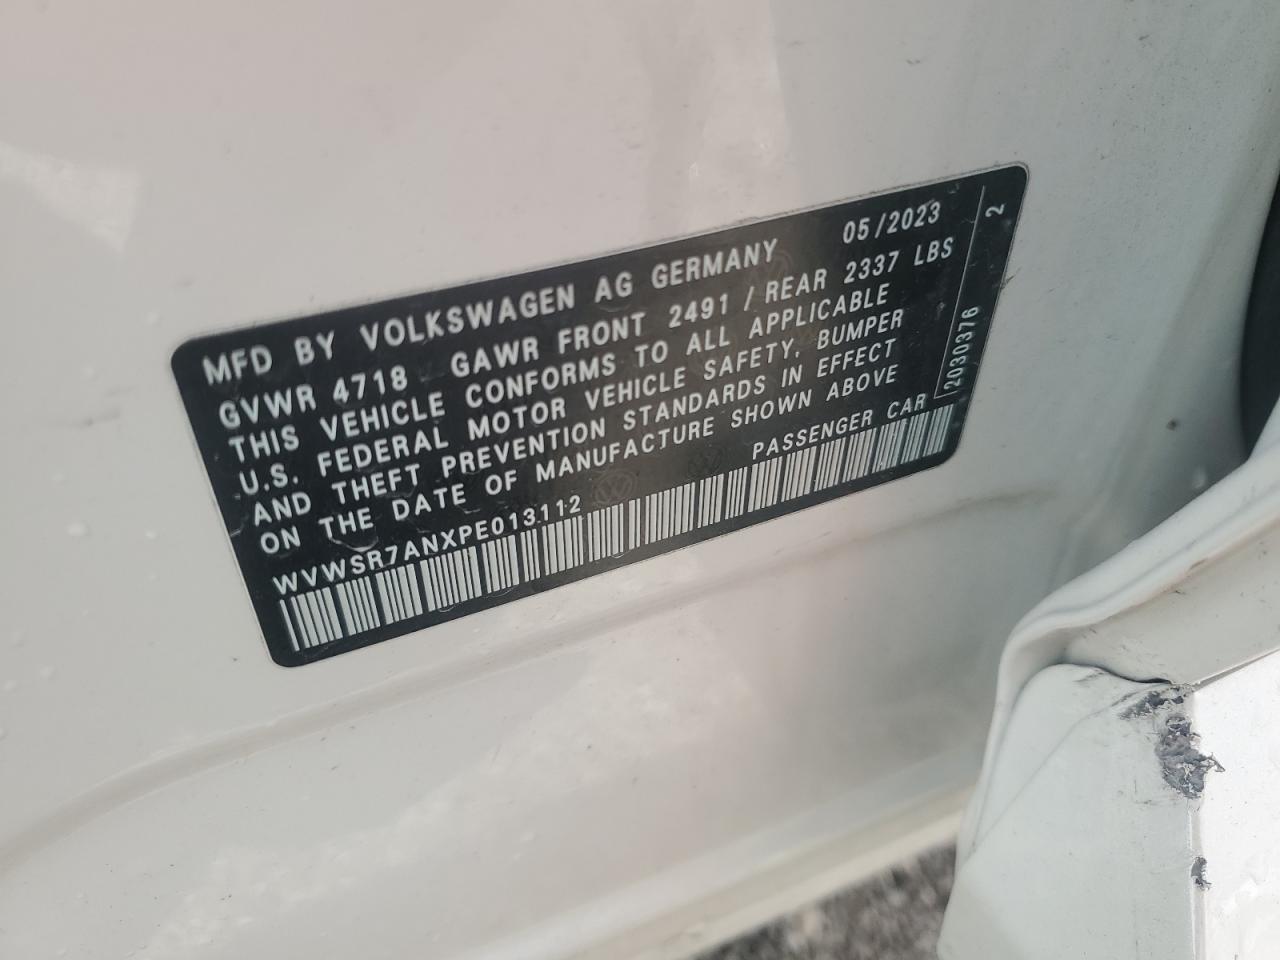 MFD BY VOLKSWAGEN AG GERMANY 05/2023
GVWR 4718 GAWR FRONT 2491 / REAR 2337 LBS
THIS VEHICLE CONFORMS TO ALL APPLICABLE
U.S. FEDERAL MOTOR VEHICLE SAFETY, BUMPER
AND THEFT PREVENTION STANDARDS IN EFFECT
ON THE DATE OF MANUFACTURE SHOWN ABOVE
WVWSR7ANXPE013112 PASSENGER CAR
2030376 2